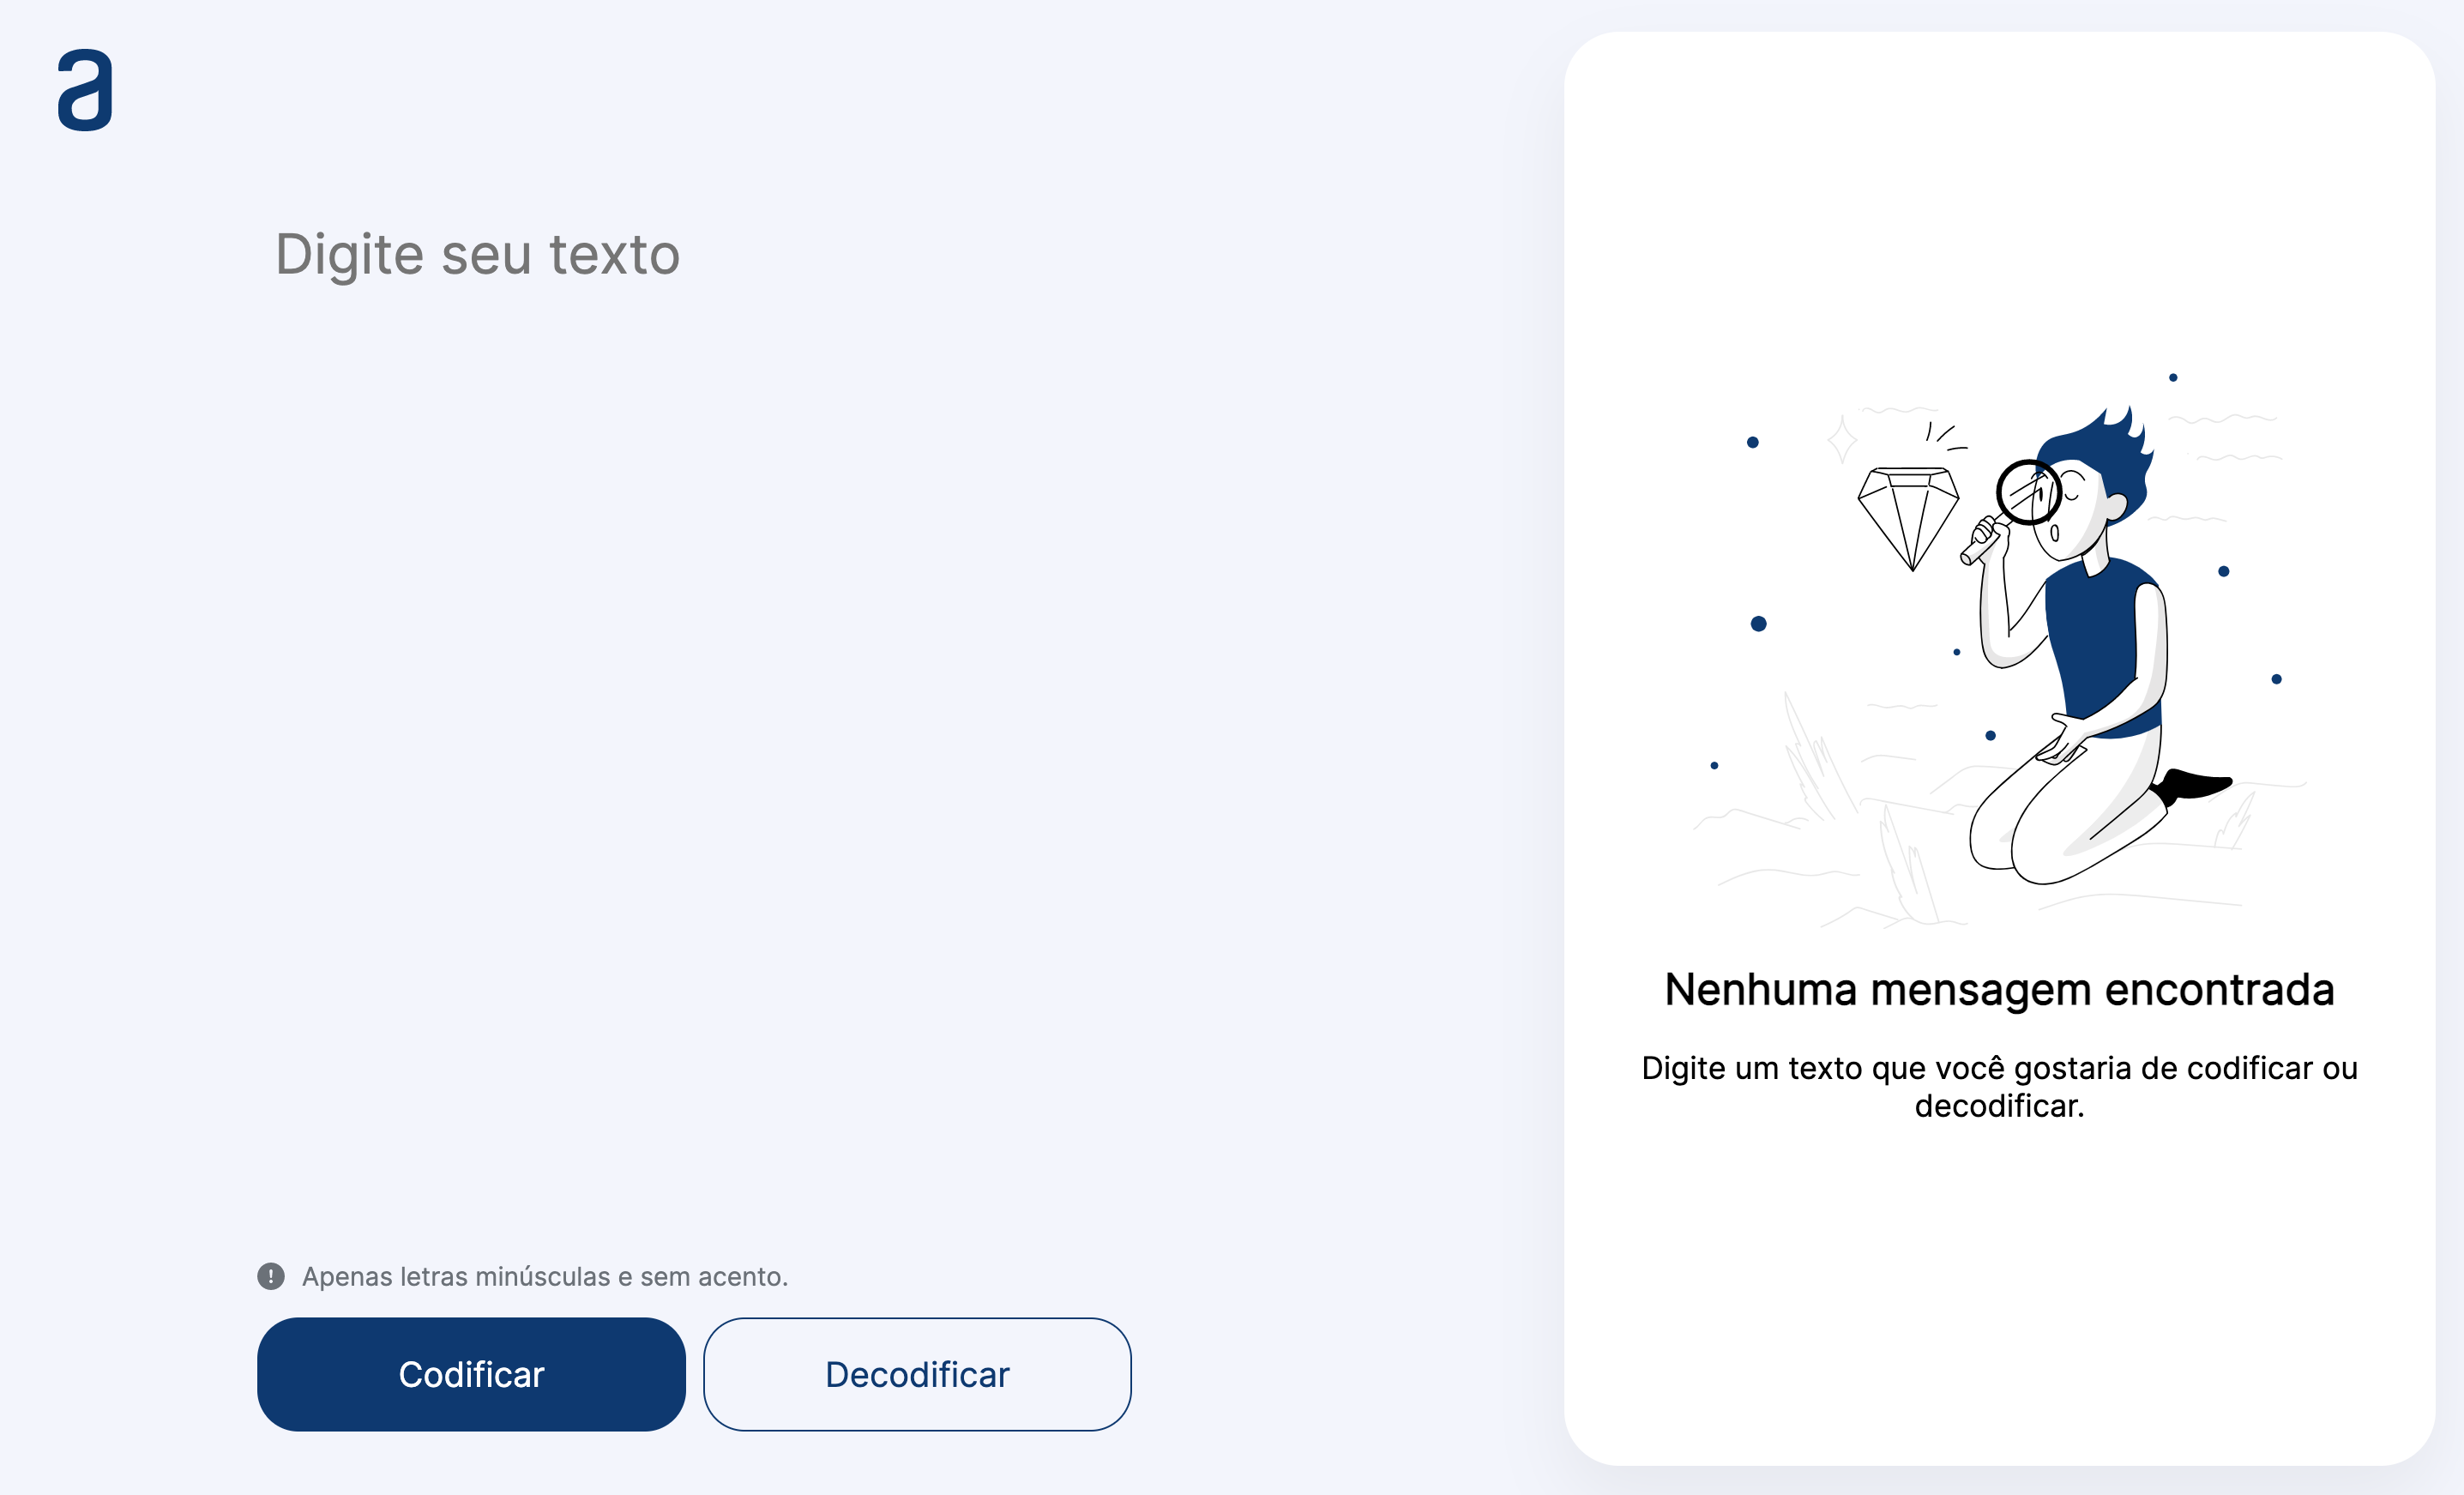 a
Digite seu texto
Apenas letras minúsculas e sem acento.
Codificar
Decodificar
Nenhuma mensagem encontrada
Digite um texto que você gostaria de codificar ou
decodificar.